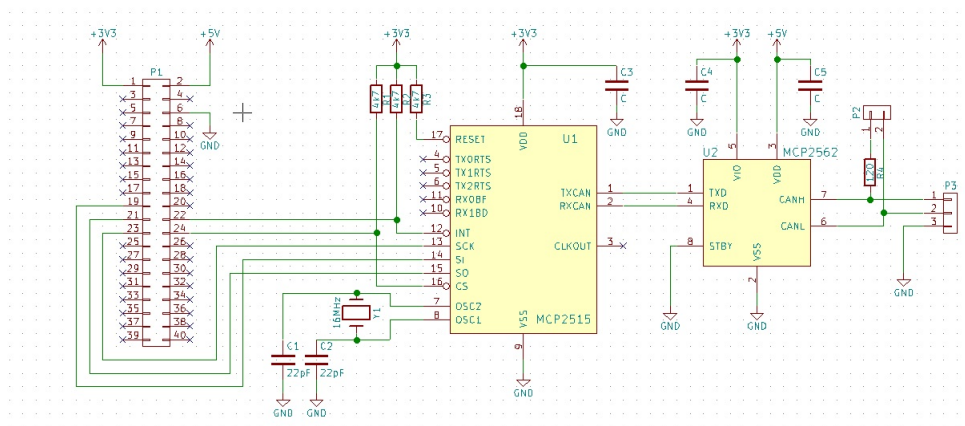 +3V3
+5V
P1
1 2
3 4
5 6
7 8
9 10
11 12
13 14
15 16
17 18
19 20
21 22
23 24
25 26
27 28
29 30
31 32
33 34
35 36
37 38
39 40
GND
+3V3
4k7 R1
4k7 R2
4k7 R3
+3V3
C3
C
GND
18
VDD
U1
17 RESET
4 TX0RTS
5 TX1RTS
6 TX2RTS
11 RX0BF
10 RX1BD
12 INT
13 SCK
14 SI
15 SO
16 CS
7 OSC2
8 OSC1
TXCAN 1
RXCAN 2
CLKOUT 3
VSS
9
MCP2515
GND
16MHz
Y1
C1
22pF
GND
C2
22pF
GND
+3V3
+5V
C4
C
GND
C5
C
GND
U2
MCP2562
5
VIO
3
VDD
1 TXD
4 RXD
8 STBY
CANH 7
CANL 6
VSS
2
GND
GND
P2
1
2
120
R4
P3
1
2
3
GND